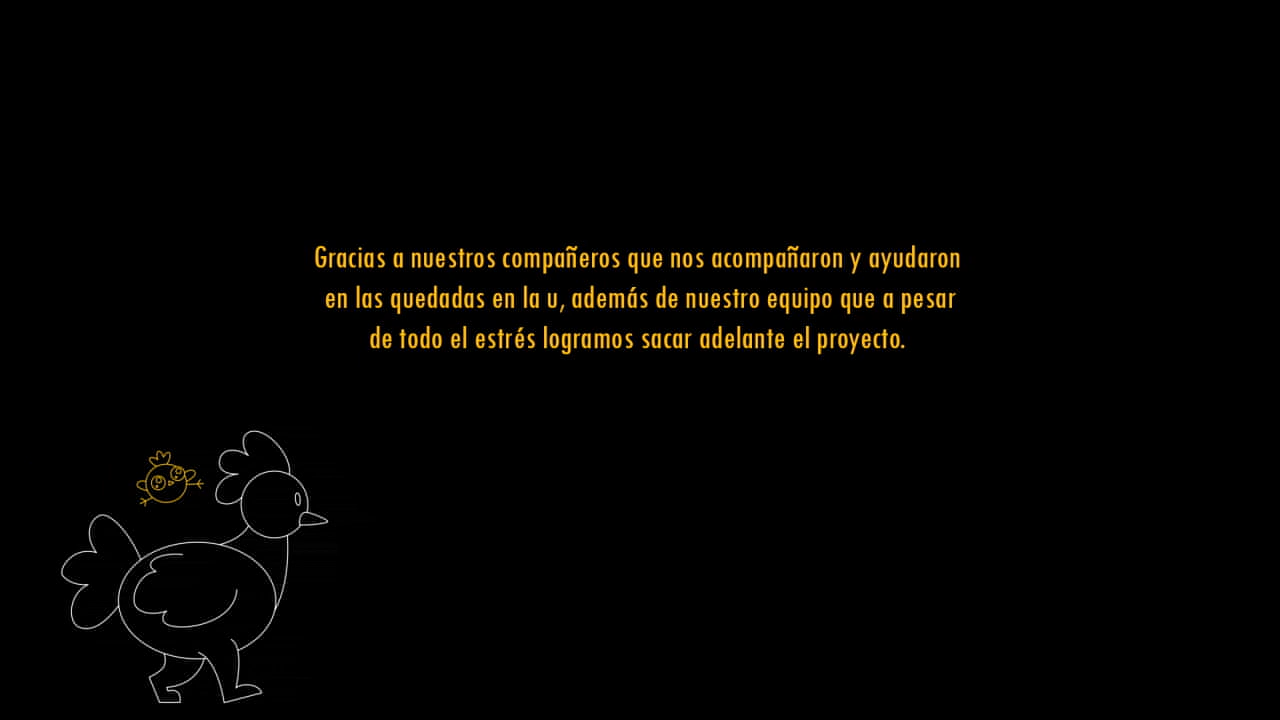 Gracias a nuestros compañeros que nos acompañaron y ayudaron
en las quedadas en la u, además de nuestro equipo que a pesar
de todo el estrés logramos sacar adelante el proyecto.